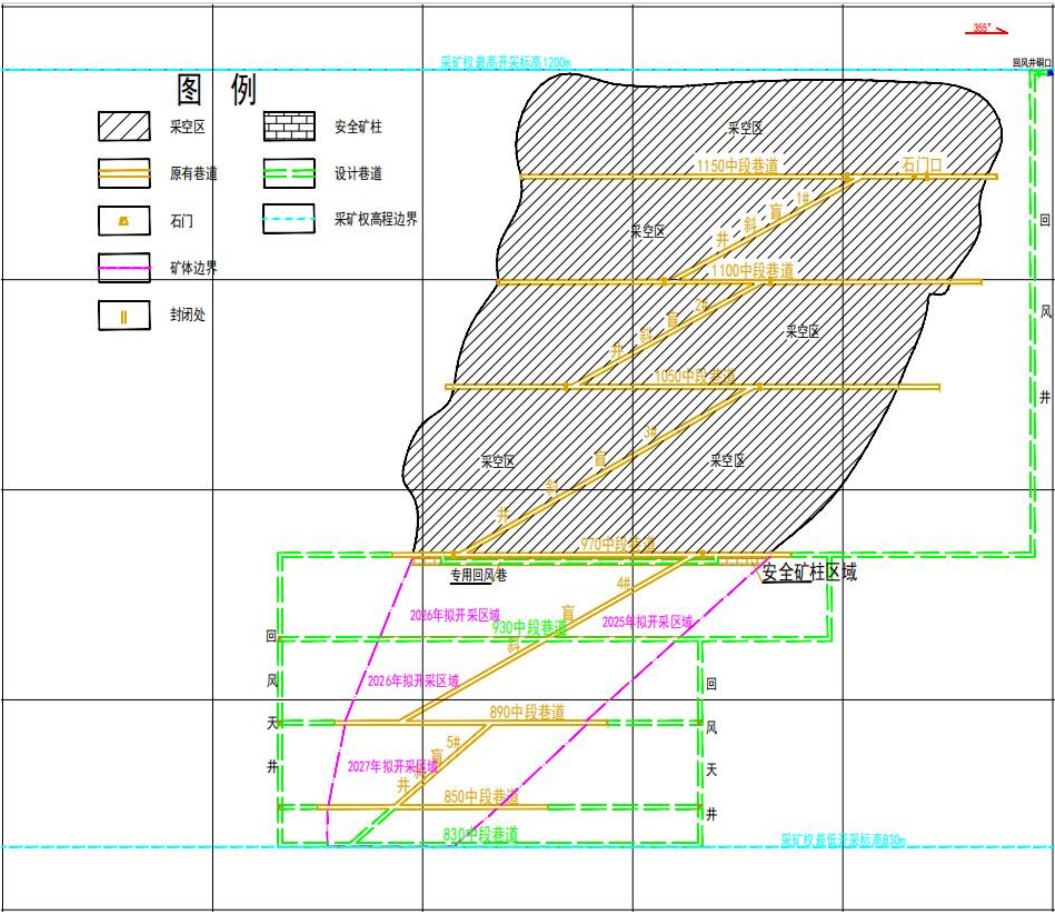 355°
采矿权最高开采标高1200m
回风井硐口
图 例
采空区
安全矿柱
原有巷道
设计巷道
石门
采矿权高程边界
矿体边界
封闭处
采空区
1150中段巷道
石门口
1#
盲
斜
井
采空区
回
1100中段巷道
2#
盲
斜
井
采空区
风
1050中段巷道
井
3#
盲
斜
井
采空区
采空区
970中段巷道
专用回风巷
安全矿柱区域
4#
盲
斜
2026年拟开采区域
2025年拟开采区域
930中段巷道
回
风
天
井
2026年拟开采区域
回
风
天
井
890中段巷道
5#
盲
斜
井
2027年拟开采区域
850中段巷道
830中段巷道
采矿权最低开采标高830m